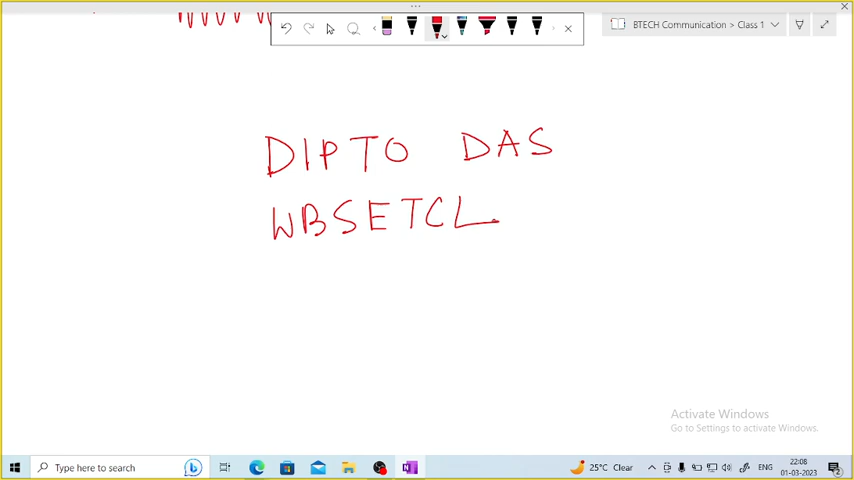 BTECH Communication > Class 1
DIPTO DAS
WBSETCL
Activate Windows
Go to Settings to activate Windows.
Type here to search
25°C Clear
ENG
22:08
01-03-2023
2